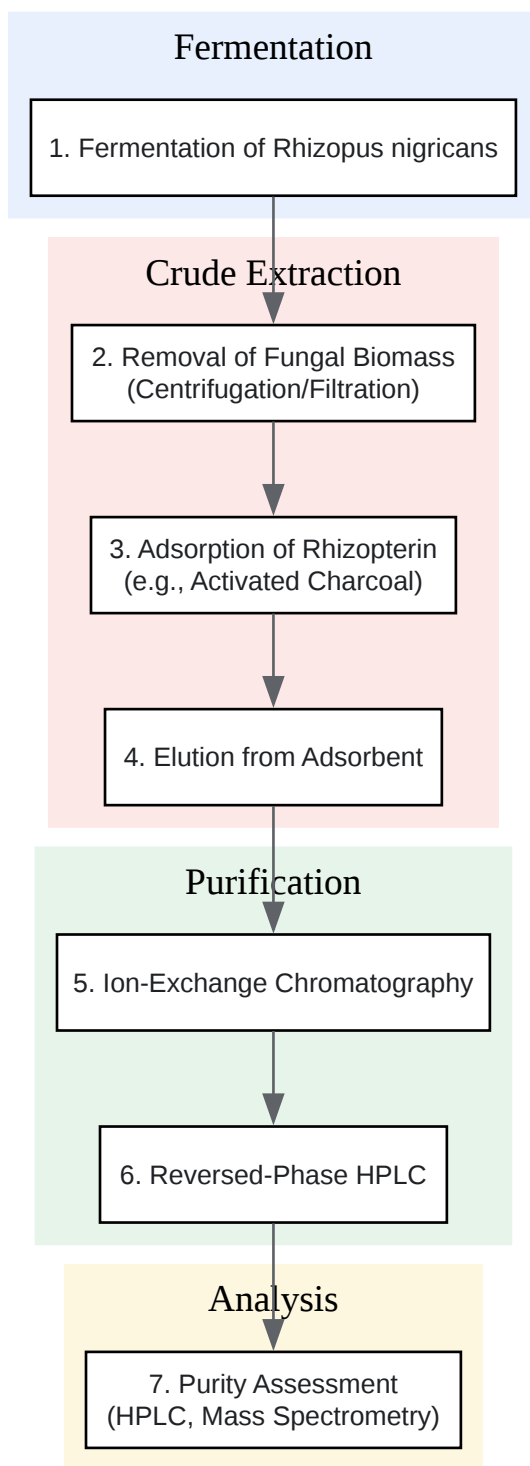 Fermentation
1. Fermentation of Rhizopus nigricans
Crude Extraction
2. Removal of Fungal Biomass
(Centrifugation/Filtration)
3. Adsorption of Rhizopterin
(e.g., Activated Charcoal)
4. Elution from Adsorbent
Purification
5. Ion-Exchange Chromatography
6. Reversed-Phase HPLC
Analysis
7. Purity Assessment
(HPLC, Mass Spectrometry)